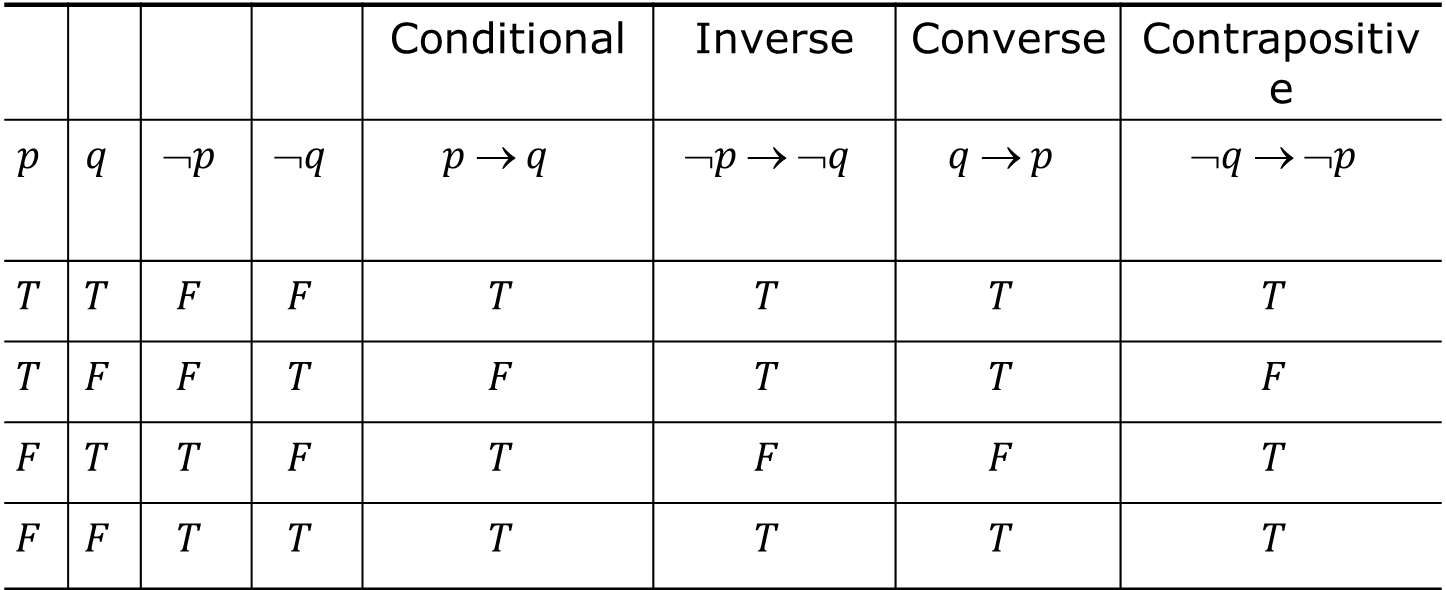 Conditional Inverse Converse Contrapositiv
e
p q ¬p ¬q p → q ¬p → ¬q q → p ¬q → ¬p
T T F F T T T T
T F F T F T T F
F T T F T F F T
F F T T T T T T